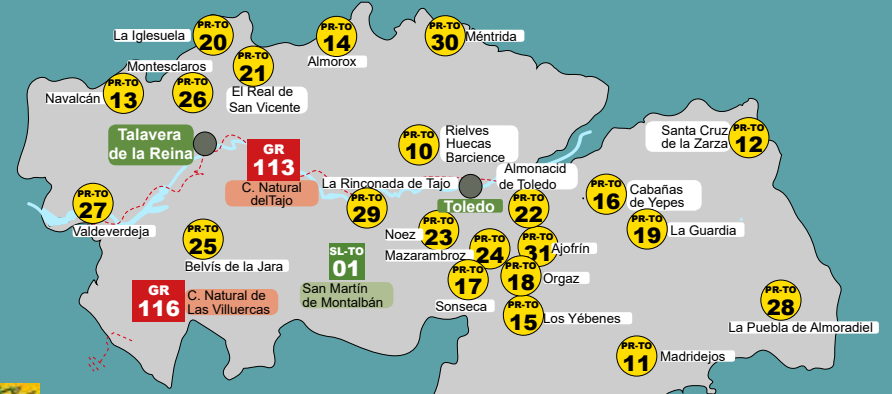 La Iglesuela
PR-TO
20
PR-TO
14
Almorox
PR-TO
30
Méntrida
Montesclaros
PR-TO
21
El Real de
San Vicente
Navalcán
PR-TO
13
PR-TO
26
Talavera
de la Reina
GR
113
C. Natural
delTajo
PR-TO
10
Rielves
Huecas
Barcience
Santa Cruz
de la Zarza
PR-TO
12
La Rinconada de Tajo
PR-TO
29
Almonacid
de Toledo
PR-TO
22
Toledo
PR-TO
16
Cabañas
de Yepes
PR-TO
27
Valdeverdeja
PR-TO
25
Belvís de la Jara
Noez
PR-TO
23
PR-TO
19
La Guardia
Mazarambroz
PR-TO
24
PR-TO
31
Ajofrín
SL-TO
01
San Martín
de Montalbán
PR-TO
17
Sonseca
PR-TO
18
Orgaz
GR
116
C. Natural de
Las Villuercas
PR-TO
15
Los Yébenes
PR-TO
28
La Puebla de Almoradiel
PR-TO
11
Madridejos